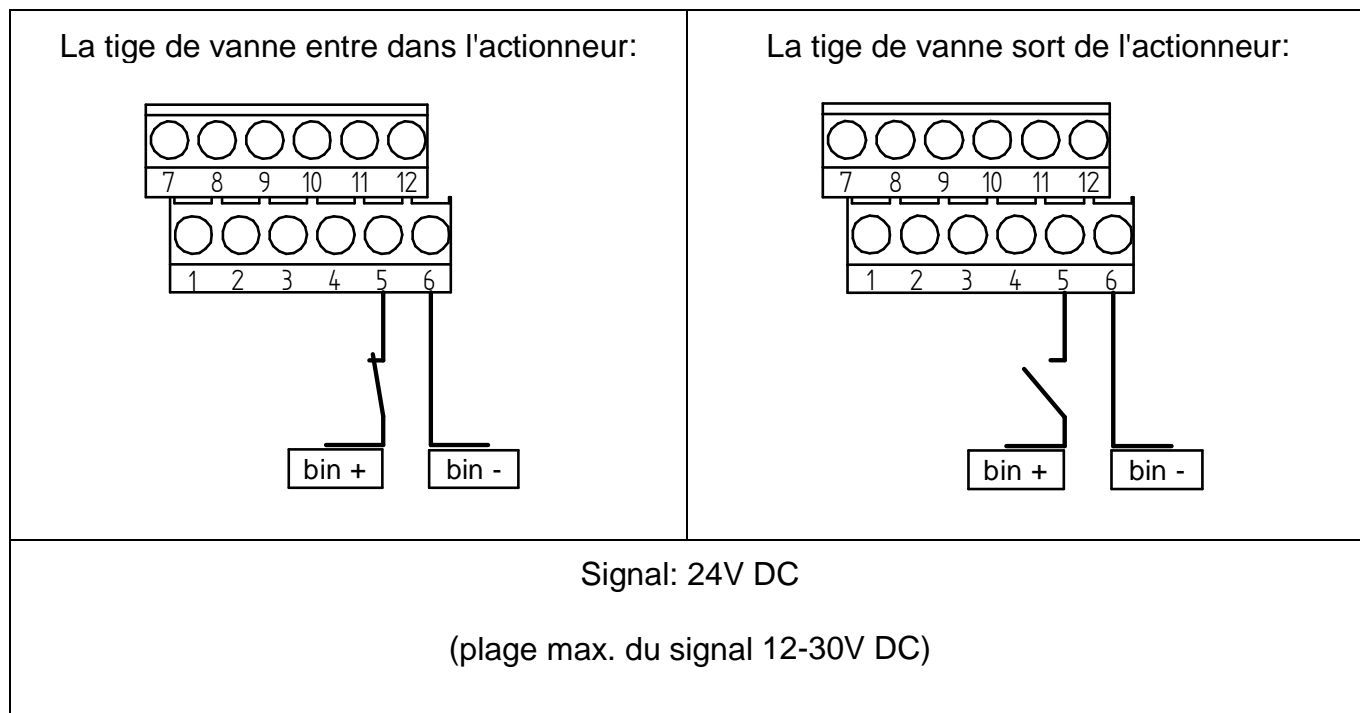 La tige de vanne entre dans l'actionneur:
7 8 9 10 11 12
1 2 3 4 5 6
bin + bin -
La tige de vanne sort de l'actionneur:
7 8 9 10 11 12
1 2 3 4 5 6
bin + bin -
Signal: 24V DC
(plage max. du signal 12-30V DC)